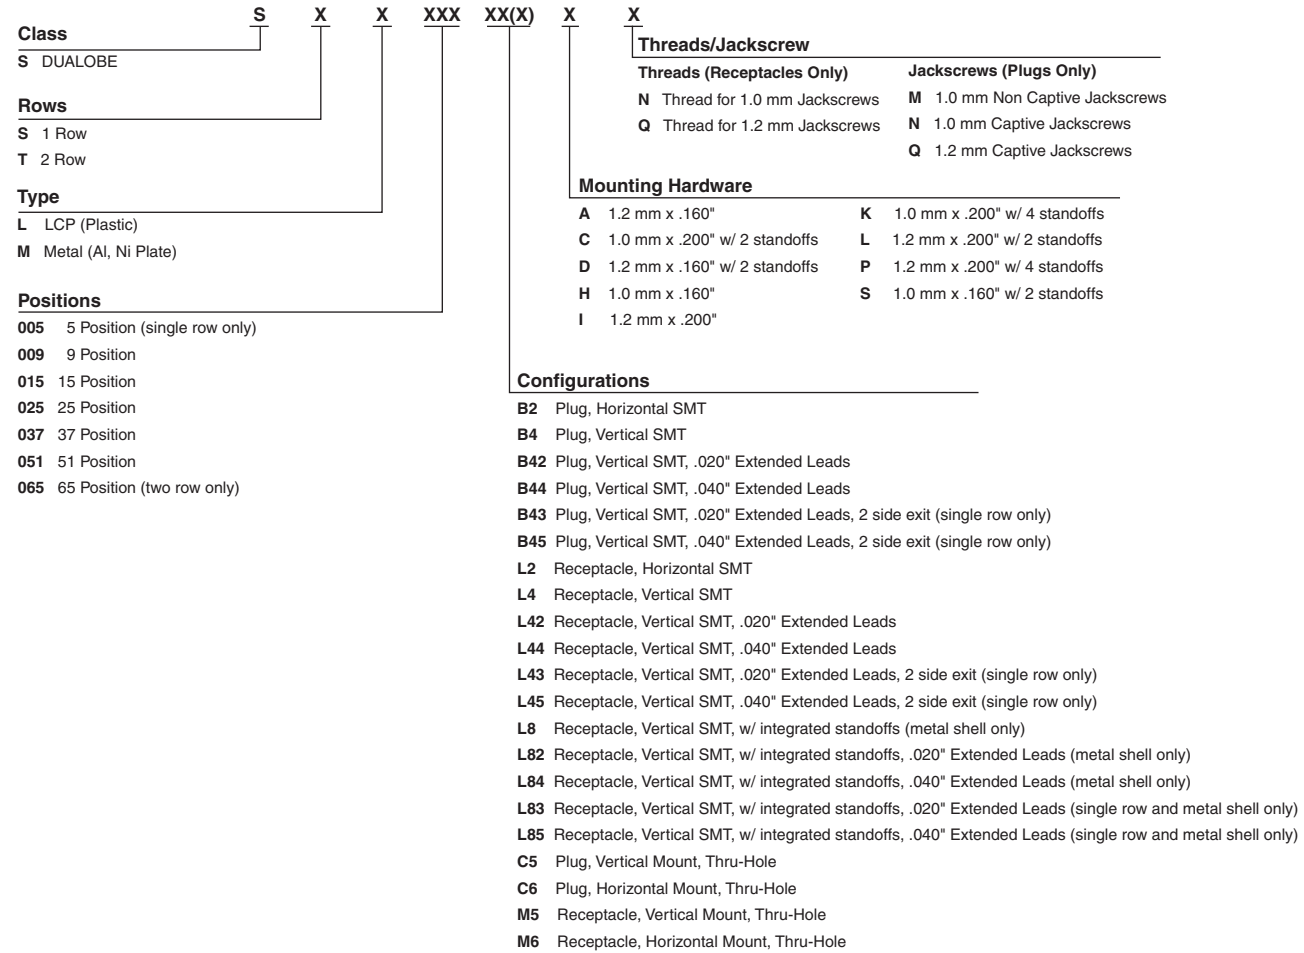 S X X XXX XX(X) X X
Class
S DUALOBE
Rows
S 1 Row
T 2 Row
Type
L LCP (Plastic)
M Metal (Al, Ni Plate)
Positions
005 5 Position (single row only)
009 9 Position
015 15 Position
025 25 Position
037 37 Position
051 51 Position
065 65 Position (two row only)
Threads/Jackscrew
Threads (Receptacles Only)
N Thread for 1.0 mm Jackscrews
Q Thread for 1.2 mm Jackscrews
Jackscrews (Plugs Only)
M 1.0 mm Non Captive Jackscrews
N 1.0 mm Captive Jackscrews
Q 1.2 mm Captive Jackscrews
Mounting Hardware
A 1.2 mm x .160"
C 1.0 mm x .200" w/ 2 standoffs
D 1.2 mm x .160" w/ 2 standoffs
H 1.0 mm x .160"
I 1.2 mm x .200"
K 1.0 mm x .200" w/ 4 standoffs
L 1.2 mm x .200" w/ 2 standoffs
P 1.2 mm x .200" w/ 4 standoffs
S 1.0 mm x .160" w/ 2 standoffs
Configurations
B2 Plug, Horizontal SMT
B4 Plug, Vertical SMT
B42 Plug, Vertical SMT, .020" Extended Leads
B44 Plug, Vertical SMT, .040" Extended Leads
B43 Plug, Vertical SMT, .020" Extended Leads, 2 side exit (single row only)
B45 Plug, Vertical SMT, .040" Extended Leads, 2 side exit (single row only)
L2 Receptacle, Horizontal SMT
L4 Receptacle, Vertical SMT
L42 Receptacle, Vertical SMT, .020" Extended Leads
L44 Receptacle, Vertical SMT, .040" Extended Leads
L43 Receptacle, Vertical SMT, .020" Extended Leads, 2 side exit (single row only)
L45 Receptacle, Vertical SMT, .040" Extended Leads, 2 side exit (single row only)
L8 Receptacle, Vertical SMT, w/ integrated standoffs (metal shell only)
L82 Receptacle, Vertical SMT, w/ integrated standoffs, .020" Extended Leads (metal shell only)
L84 Receptacle, Vertical SMT, w/ integrated standoffs, .040" Extended Leads (metal shell only)
L83 Receptacle, Vertical SMT, w/ integrated standoffs, .020" Extended Leads (single row and metal shell only)
L85 Receptacle, Vertical SMT, w/ integrated standoffs, .040" Extended Leads (single row and metal shell only)
C5 Plug, Vertical Mount, Thru-Hole
C6 Plug, Horizontal Mount, Thru-Hole
M5 Receptacle, Vertical Mount, Thru-Hole
M6 Receptacle, Horizontal Mount, Thru-Hole